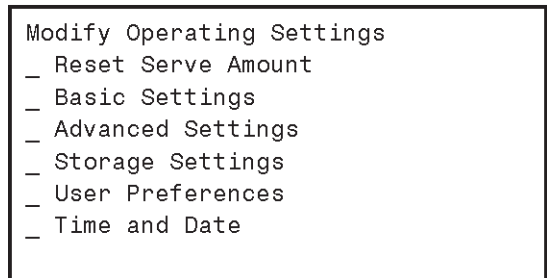 Modify Operating Settings
_ Reset Serve Amount
_ Basic Settings
_ Advanced Settings
_ Storage Settings
_ User Preferences
_ Time and Date